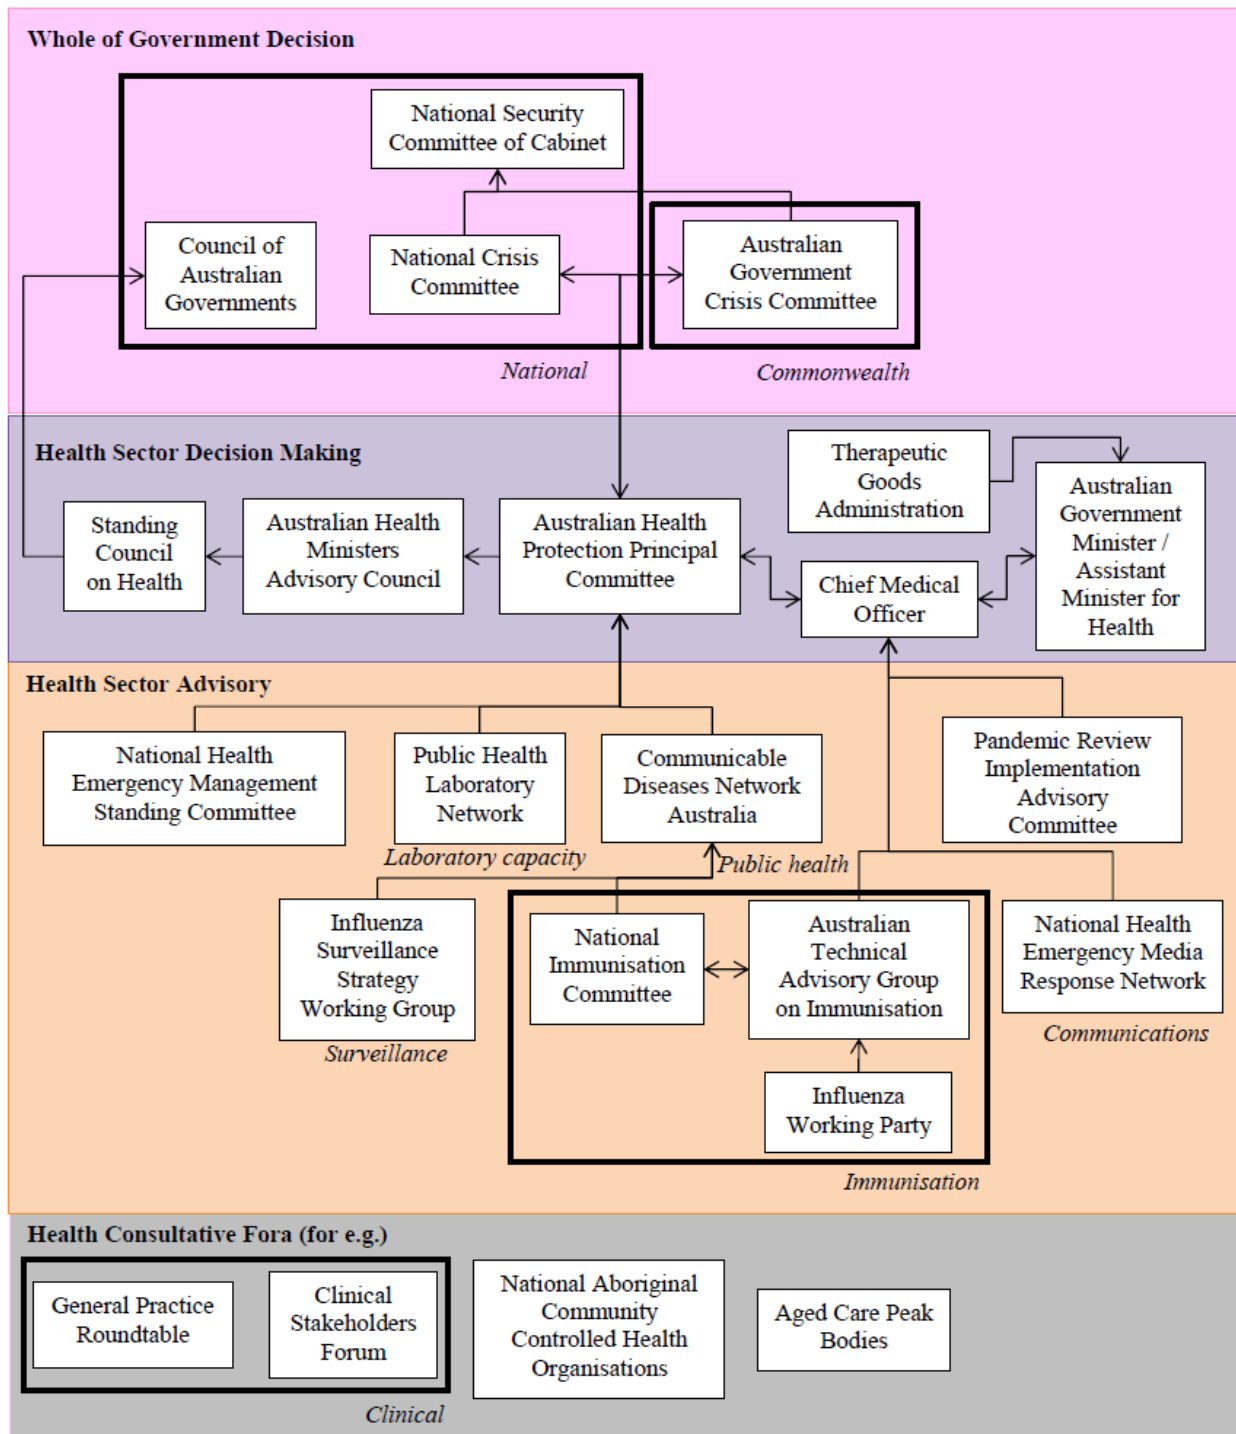 Whole of Government Decision
National Security
Committee of Cabinet
Council of
Australian
Governments
National Crisis
Committee
Australian
Government
Crisis Committee
National
Commonwealth
Health Sector Decision Making
Therapeutic
Goods
Administration
Australian
Government
Minister /
Assistant
Minister for
Health
Standing
Council
on Health
Australian Health
Ministers
Advisory Council
Australian Health
Protection Principal
Committee
Chief Medical
Officer
Health Sector Advisory
National Health
Emergency Management
Standing Committee
Public Health
Laboratory
Network
Laboratory capacity
Communicable
Diseases Network
Australia
Public health
Pandemic Review
Implementation
Advisory
Committee
Influenza
Surveillance
Strategy
Working Group
Surveillance
National
Immunisation
Committee
Australian
Technical
Advisory Group
on Immunisation
National Health
Emergency Media
Response Network
Communications
Influenza
Working Party
Immunisation
Health Consultative Fora (for e.g.)
General Practice
Roundtable
Clinical
Stakeholders
Forum
National Aboriginal
Community
Controlled Health
Organisations
Aged Care Peak
Bodies
Clinical